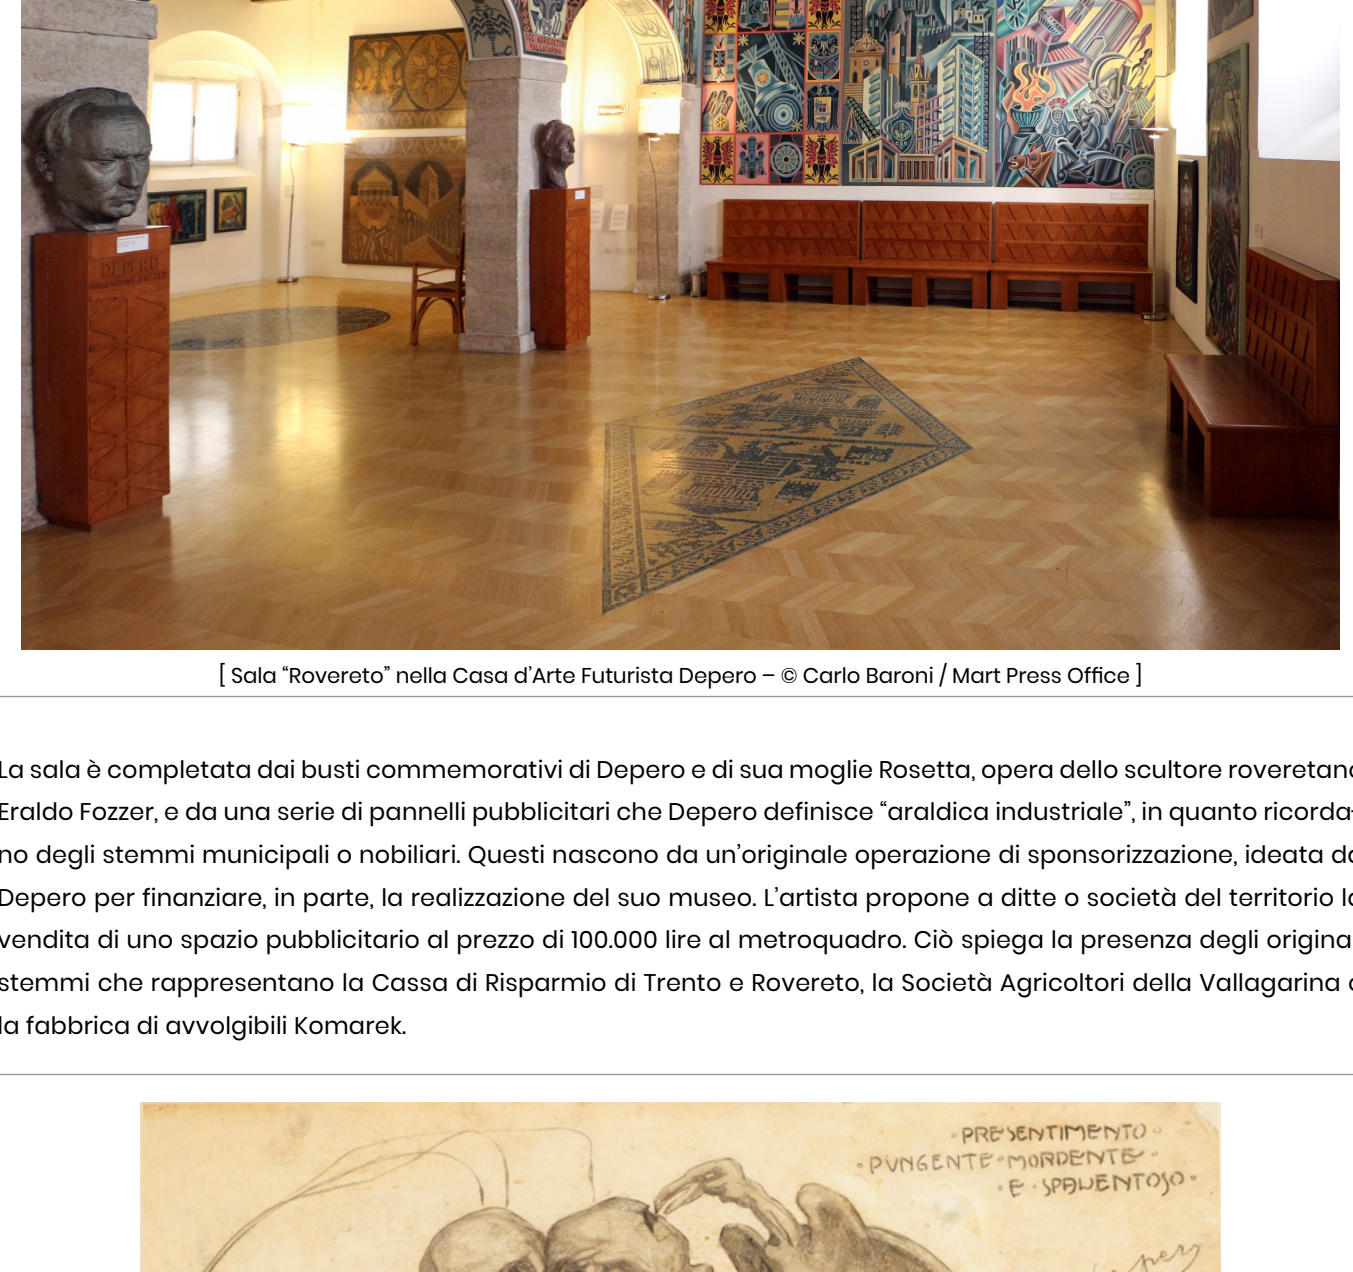 DEPERO
[ Sala “Rovereto” nella Casa d’Arte Futurista Depero – © Carlo Baroni / Mart Press Office ]
La sala è completata dai busti commemorativi di Depero e di sua moglie Rosetta, opera dello scultore roveretano
Eraldo Fozzer, e da una serie di pannelli pubblicitari che Depero definisce “araldica industriale”, in quanto ricorda-
no degli stemmi municipali o nobiliari. Questi nascono da un’originale operazione di sponsorizzazione, ideata da
Depero per finanziare, in parte, la realizzazione del suo museo. L’artista propone a ditte o società del territorio la
vendita di uno spazio pubblicitario al prezzo di 100.000 lire al metroquadro. Ciò spiega la presenza degli origina
stemmi che rappresentano la Cassa di Risparmio di Trento e Rovereto, la Società Agricoltori della Vallagarina
la fabbrica di avvolgibili Komarek.
•PRESENTIMENTO•
•PVNGENTE•MORDENTE•
•E•SPAVENTOSO•